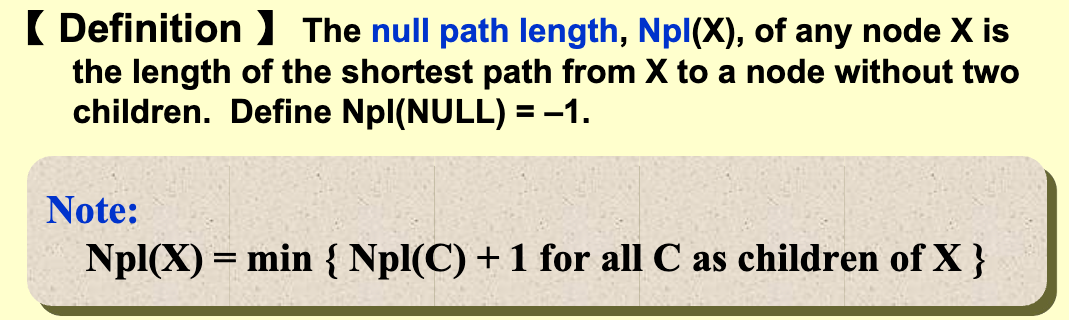 【 Definition 】 The null path length, Npl(X), of any node X is
the length of the shortest path from X to a node without two
children. Define Npl(NULL) = –1.
Note:
Npl(X) = min { Npl(C) + 1 for all C as children of X }